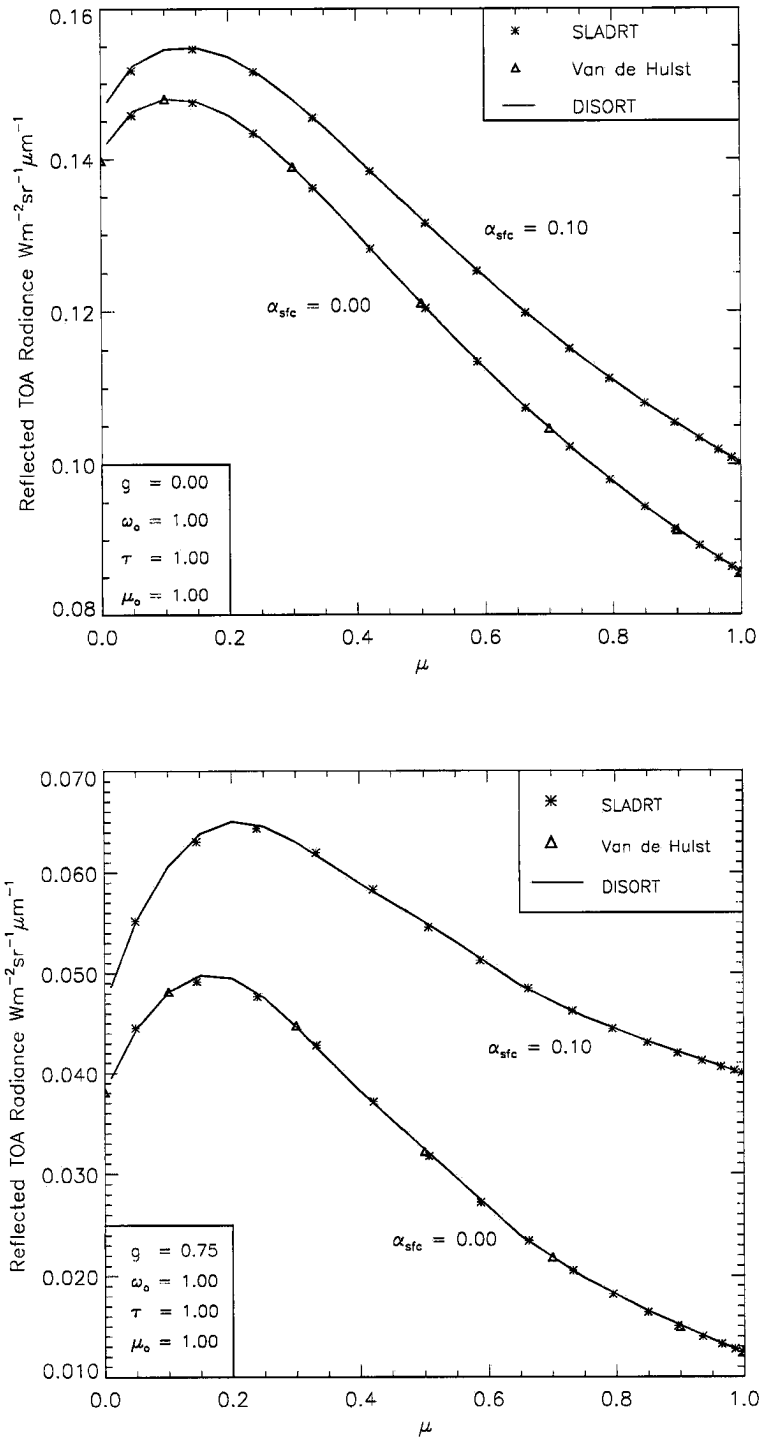 0.16
0.14
0.12
0.10
0.08
Reflected TOA Radiance Wm⁻²sr⁻¹μm⁻¹
SLADRT
Van de Hulst
DISORT
α_sfc = 0.10
α_sfc = 0.00
g = 0.00
ω_o = 1.00
τ = 1.00
μ_o = 1.00
0.0 0.2 0.4 0.6 0.8 1.0
μ
0.070
0.060
0.050
0.040
0.030
0.020
0.010
Reflected TOA Radiance Wm⁻²sr⁻¹μm⁻¹
SLADRT
Van de Hulst
DISORT
α_sfc = 0.10
α_sfc = 0.00
g = 0.75
ω_o = 1.00
τ = 1.00
μ_o = 1.00
0.0 0.2 0.4 0.6 0.8 1.0
μ